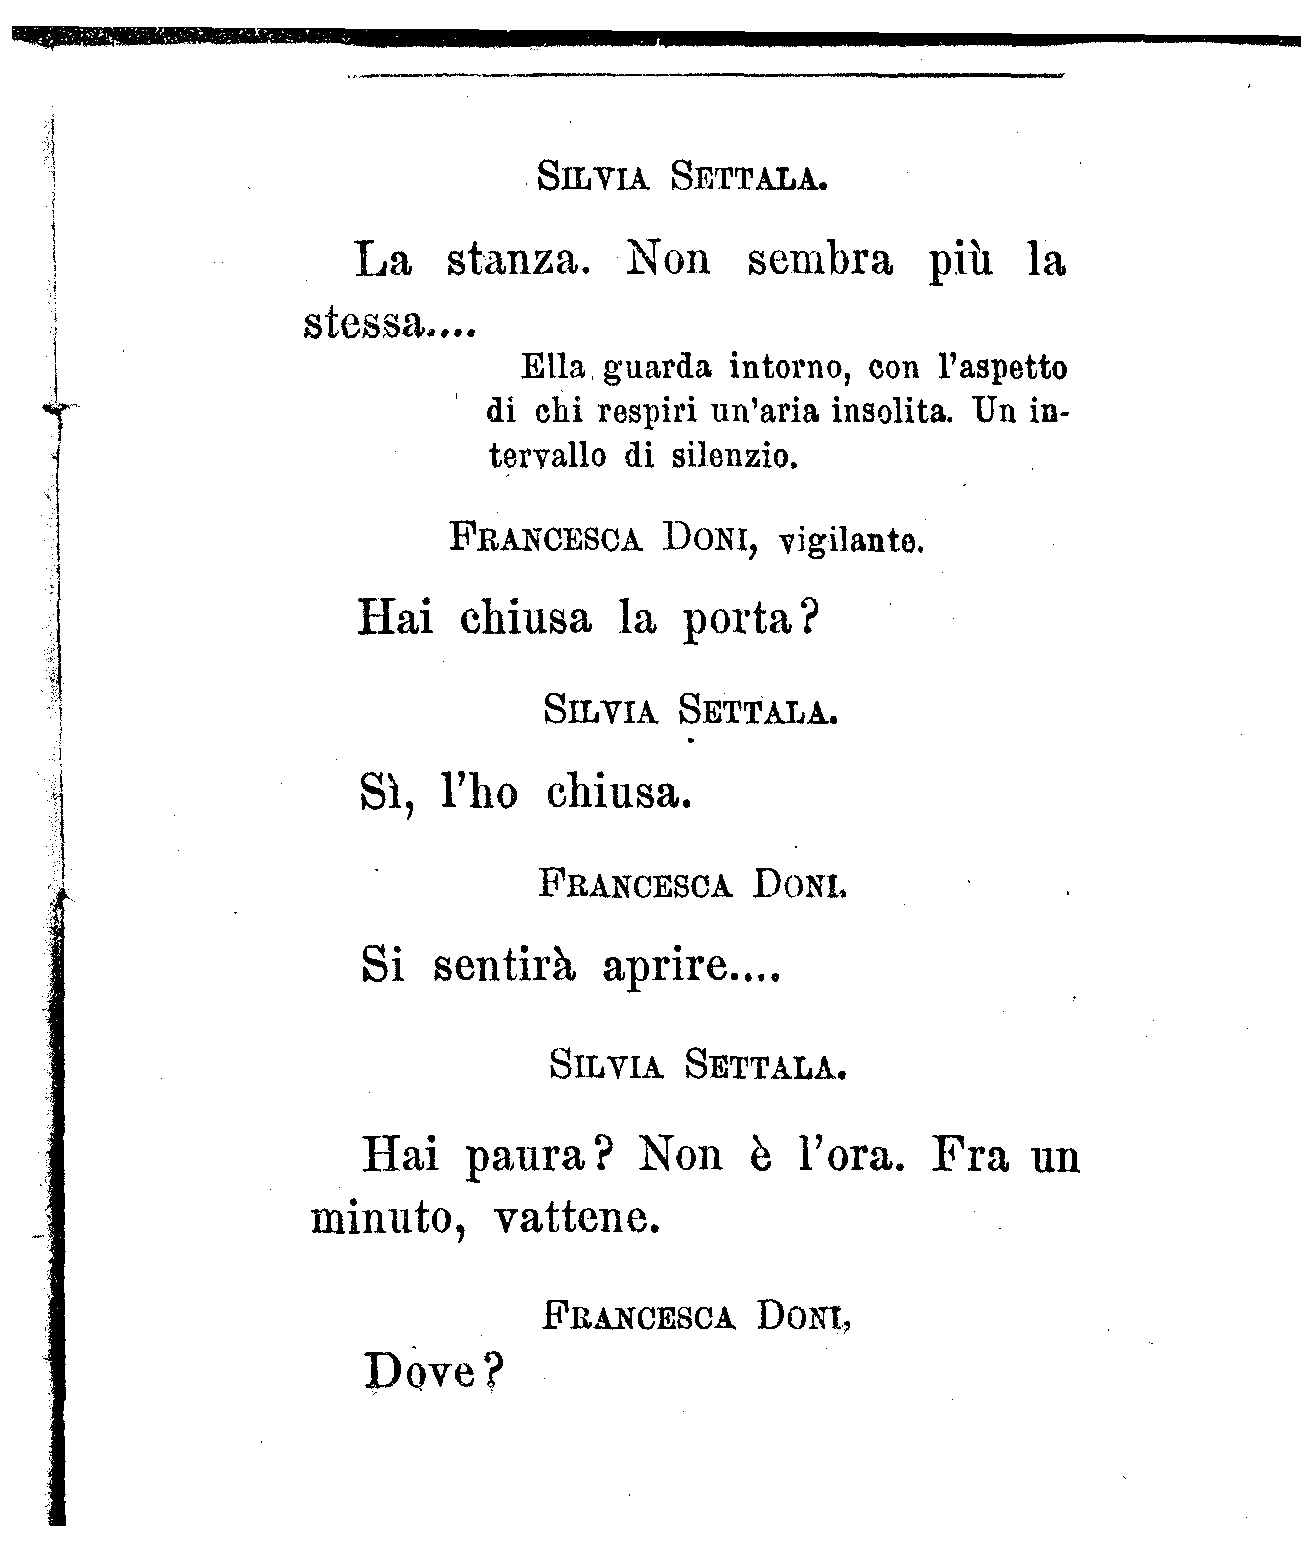 SILVIA SETTALA.
La stanza. Non sembra più la
stessa....
Ella guarda intorno, con l'aspetto
di chi respiri un'aria insolita. Un in-
tervallo di silenzio.
FRANCESCA DONI, vigilante.
Hai chiusa la porta?
SILVIA SETTALA.
Sì, l'ho chiusa.
FRANCESCA DONI.
Si sentirà aprire....
SILVIA SETTALA.
Hai paura? Non è l'ora. Fra un
minuto, vattene.
FRANCESCA DONI,
Dove?